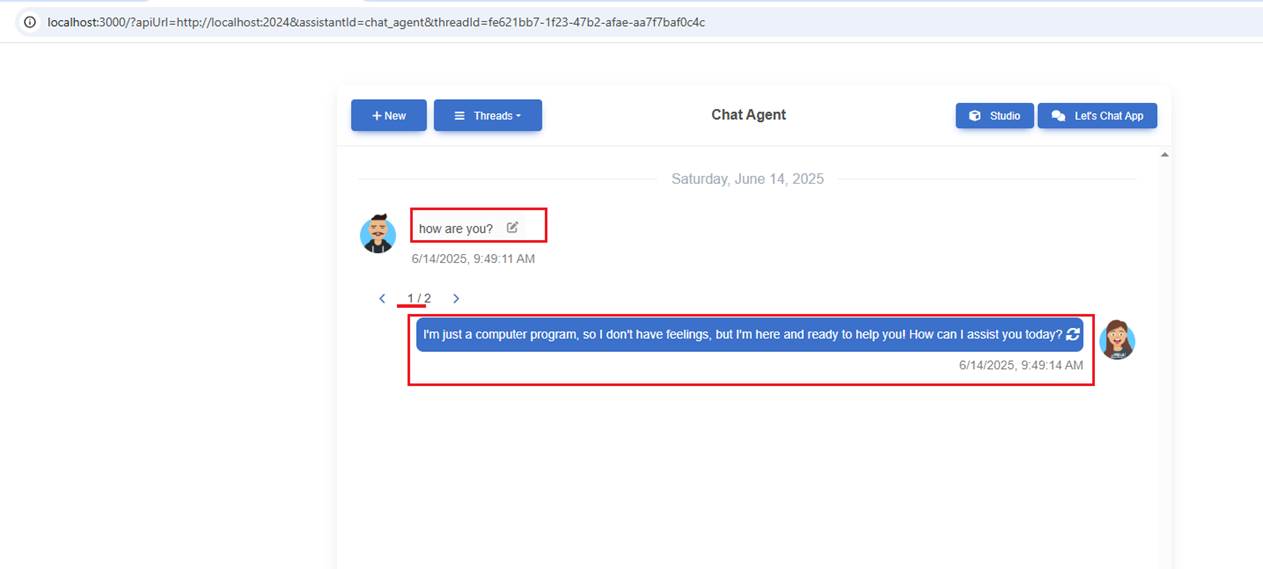 localhost:3000/?apiUrl=http://localhost:2024&assistantId=chat_agent&threadId=fe621bb7-1f23-47b2-afae-aa7f7baf0c4c
+ New
Threads
Chat Agent
Studio
Let's Chat App
Saturday, June 14, 2025
how are you?
6/14/2025, 9:49:11 AM
1 / 2
I'm just a computer program, so I don't have feelings, but I'm here and ready to help you! How can I assist you today?
6/14/2025, 9:49:14 AM